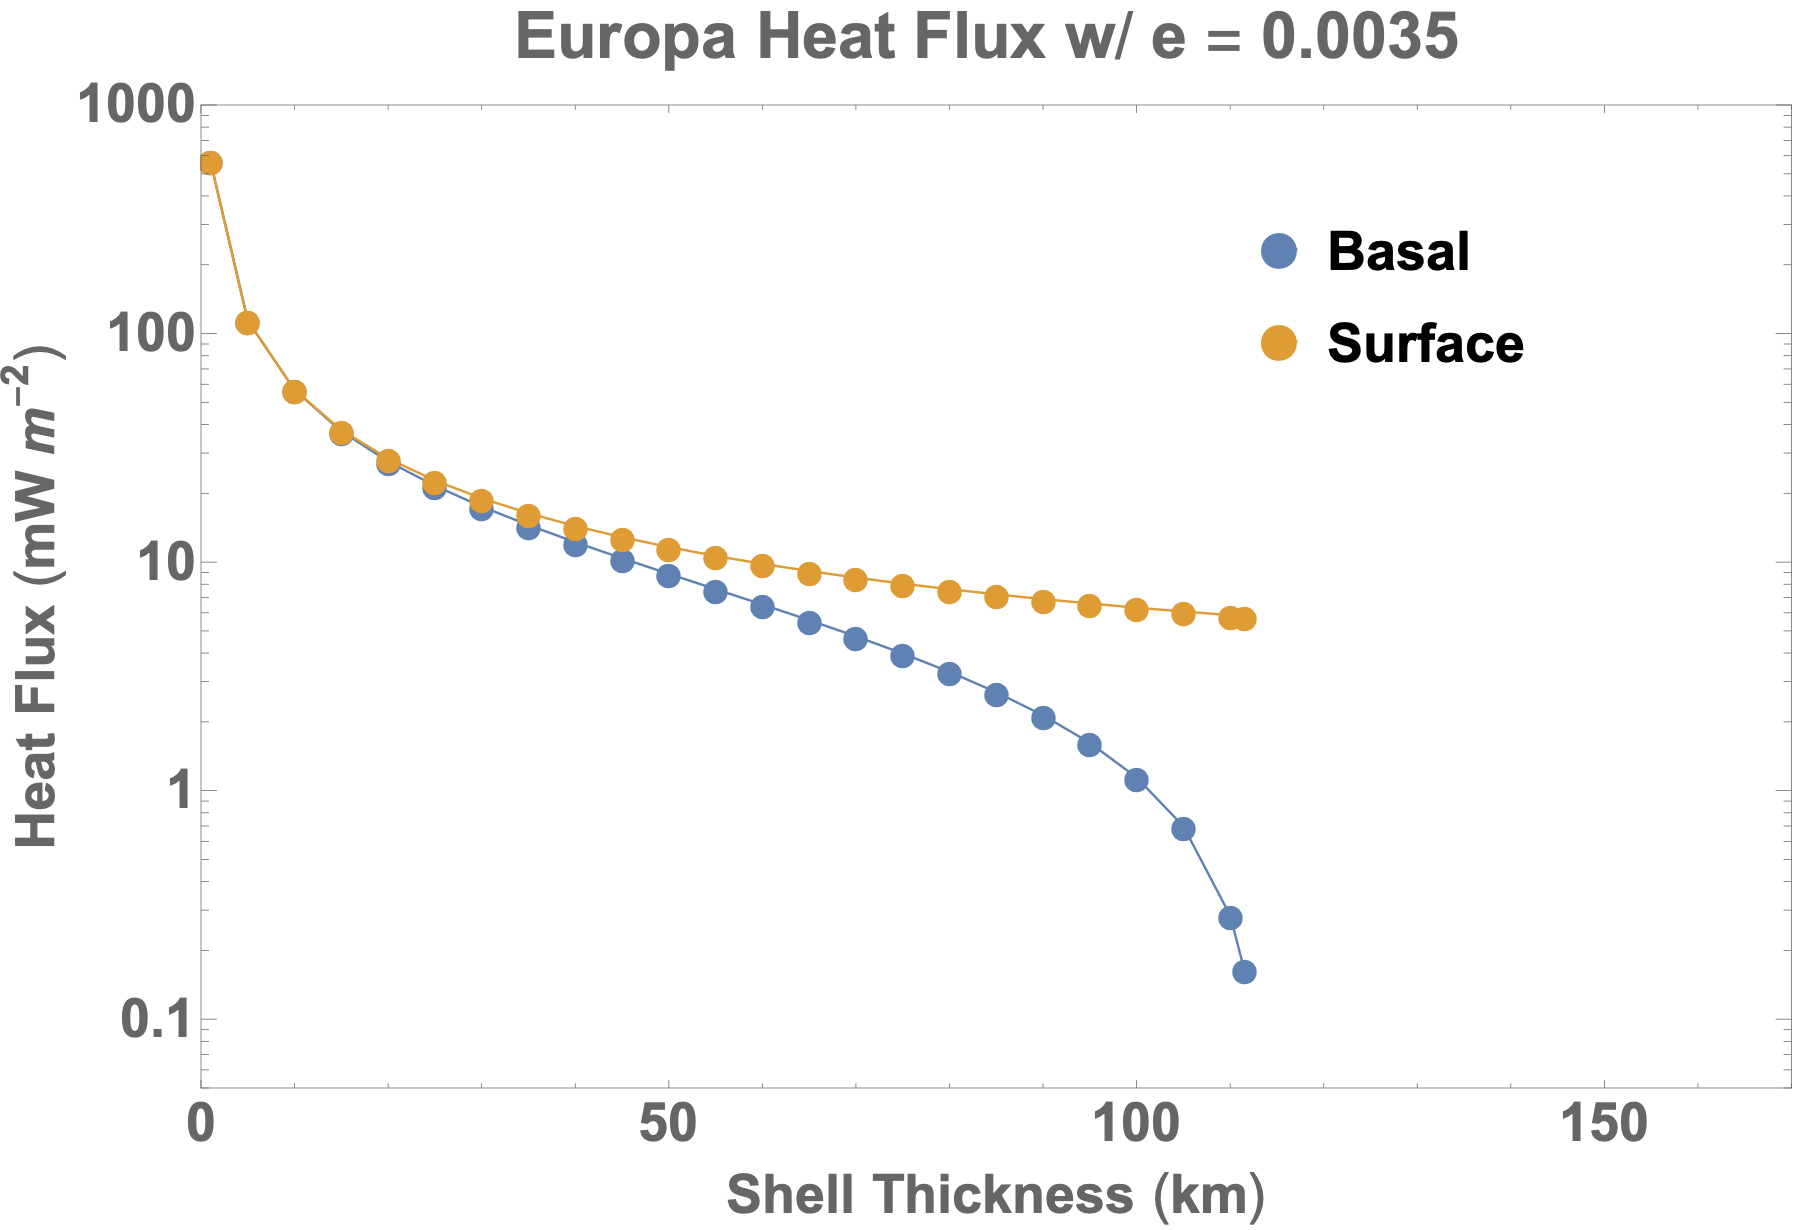 Europa Heat Flux w/ e = 0.0035
Heat Flux (mW m⁻²)
1000
100
10
1
0.1
Basal
Surface
0 50 100 150
Shell Thickness (km)